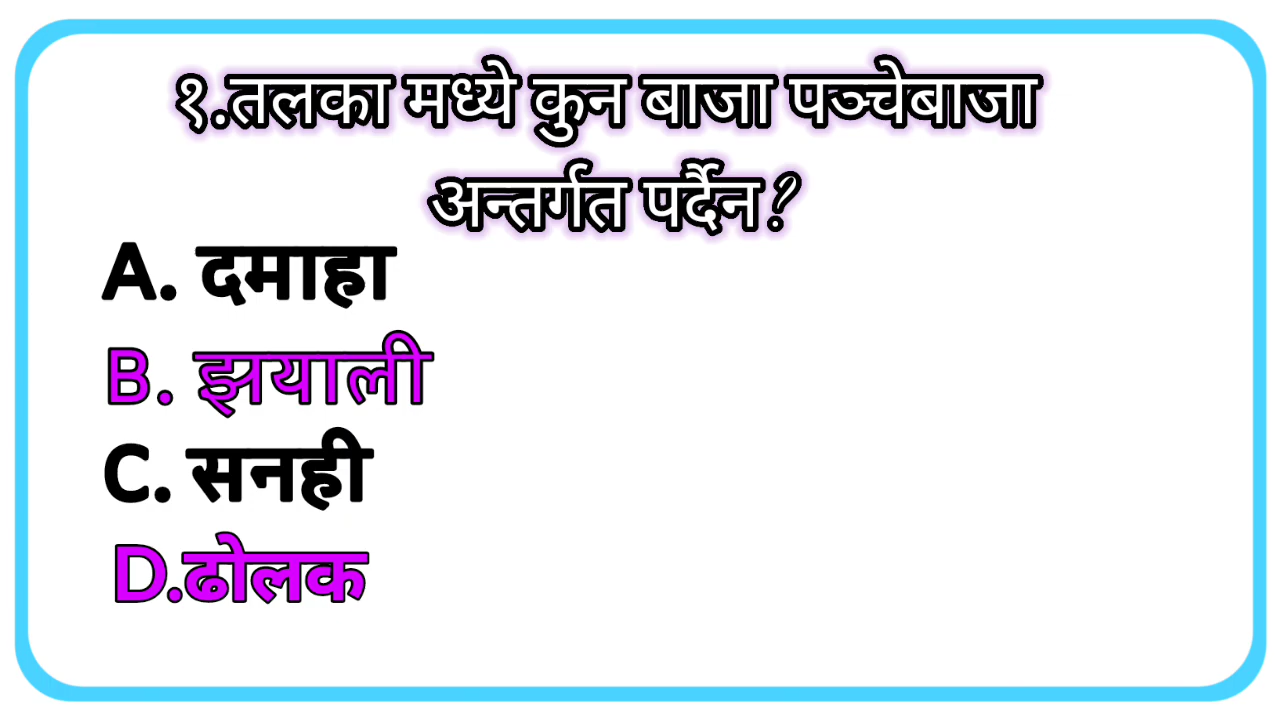 १.तलका मध्ये कुन बाजा पञ्चेबाजा
अन्तर्गत पर्दैन?
A. दमाहा
B. झयाली
C. सनही
D.ढोलक